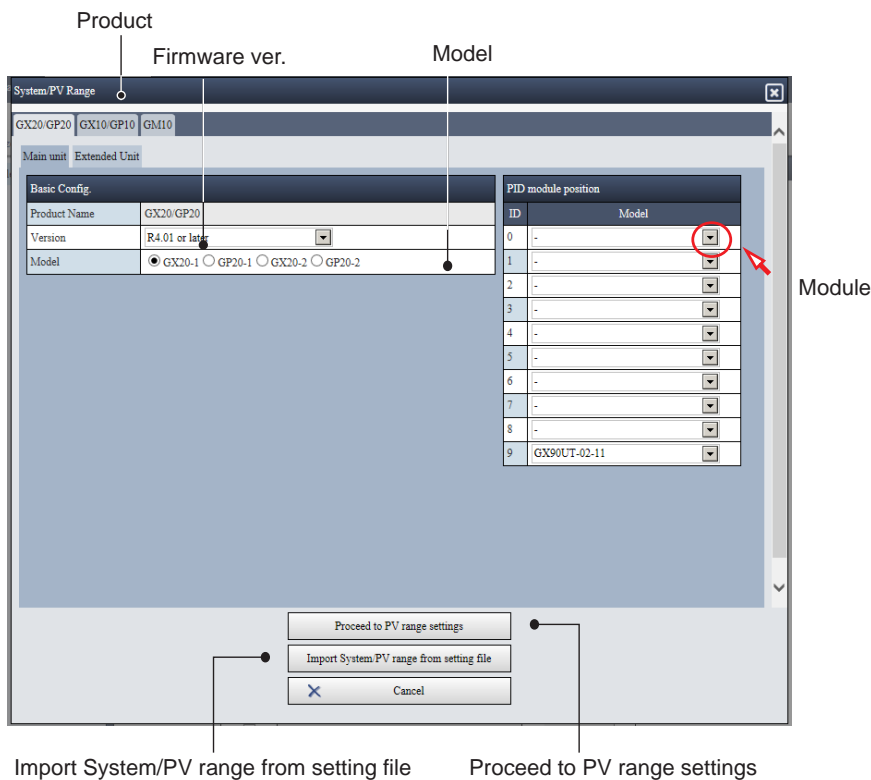 Product
Firmware ver.
Model
System/PV Range
GX20/GP20 GX10/GP10 GM10
Main unit Extended Unit
Basic Config.
Product Name GX20/GP20
Version R4.01 or later
Model GX20-1 GP20-1 GX20-2 GP20-2
PID module position
ID Model
0 -
1 -
2 -
3 -
4 -
5 -
6 -
7 -
8 -
9 GX90UT-02-11
Module
Proceed to PV range settings
Import System/PV range from setting file
Cancel
Import System/PV range from setting file
Proceed to PV range settings